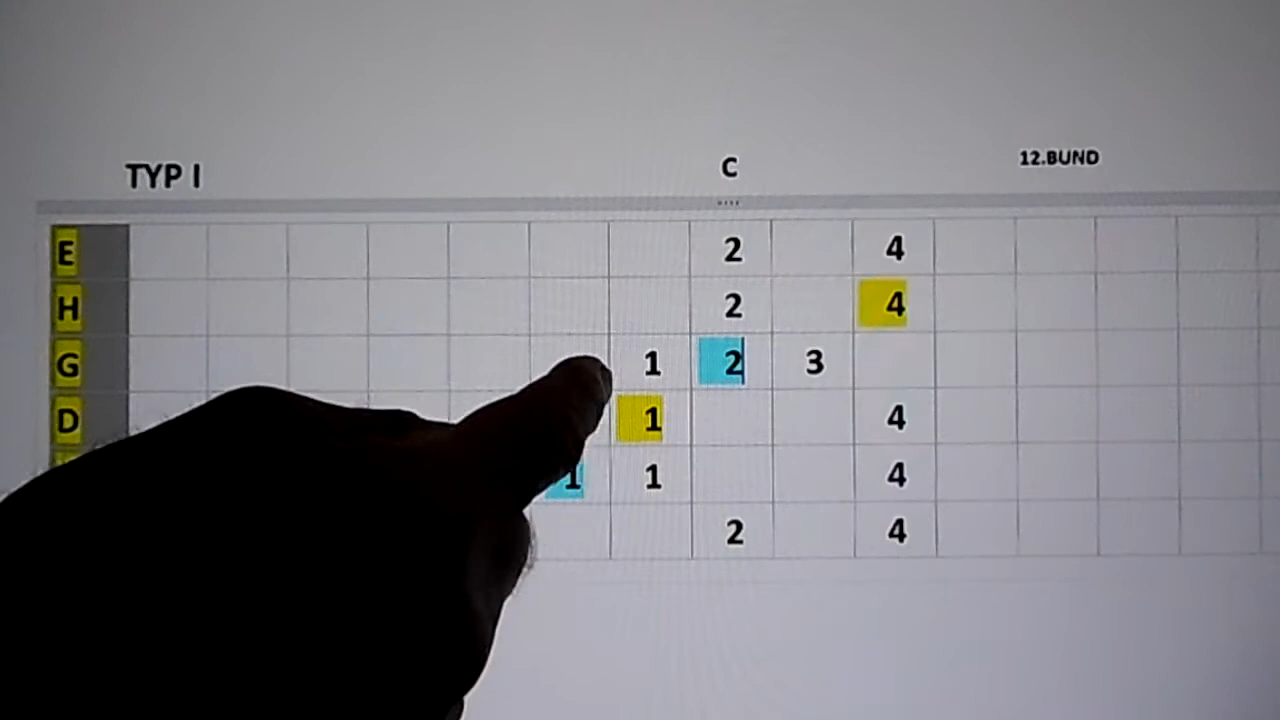 TYP I C 12.BUND
E 2 4
H 2 4
G 1 2 3
D 1 4
1 1 4
2 4